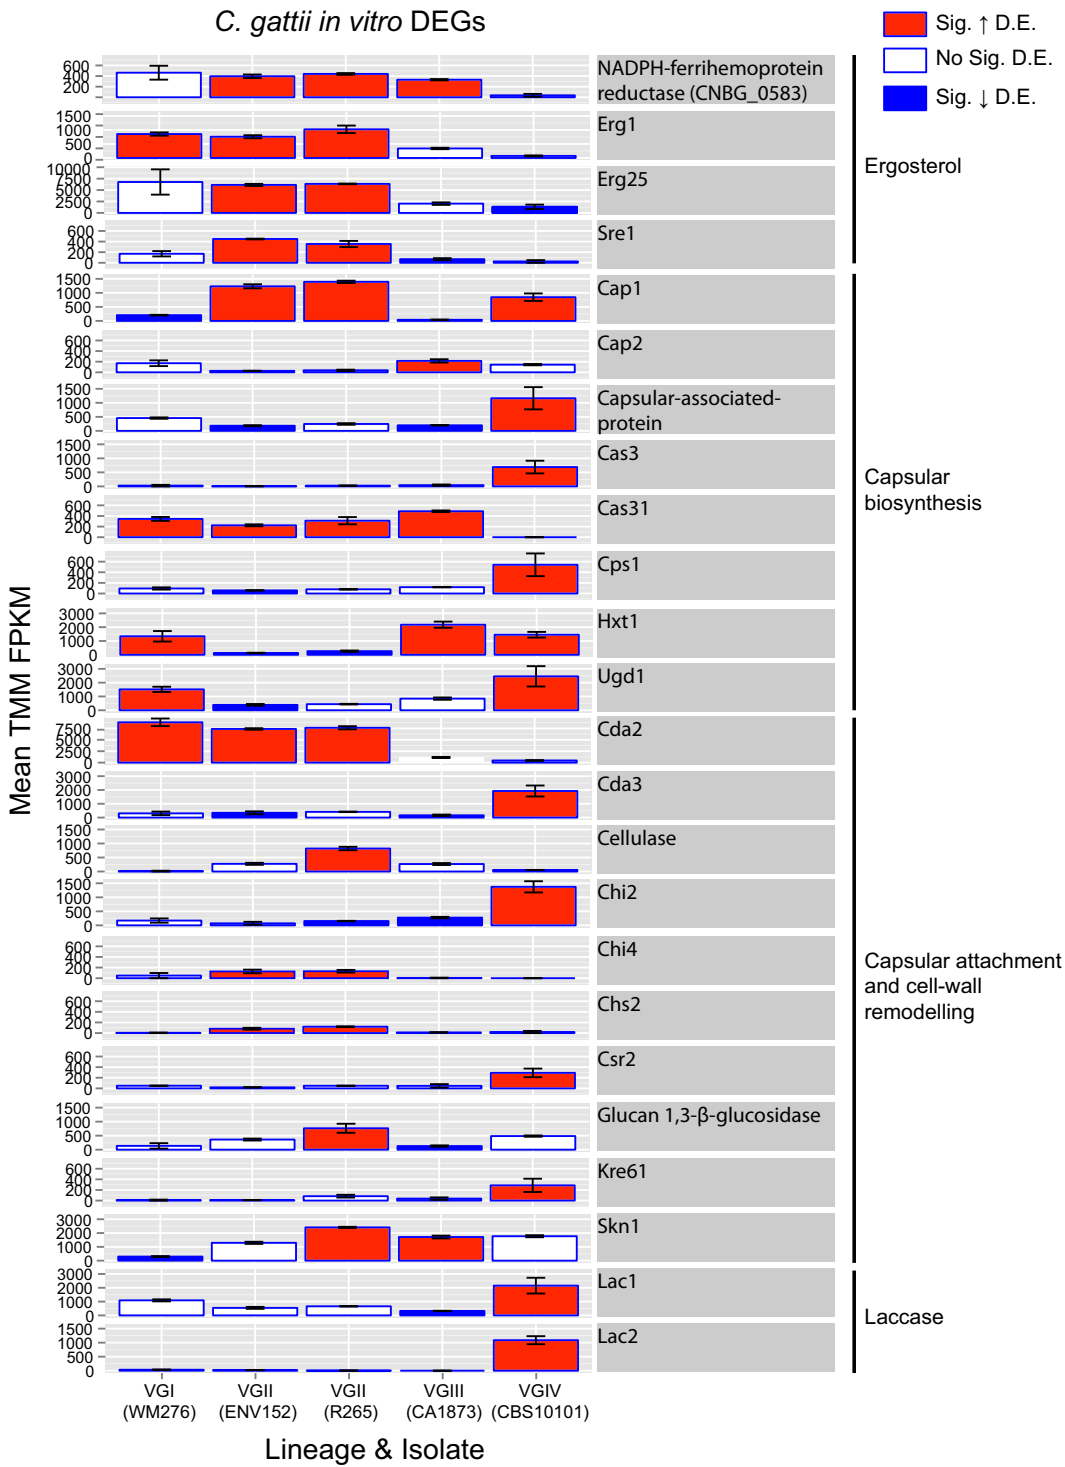 C. gattii in vitro DEGs
Sig. ↑ D.E.
No Sig. D.E.
Sig. ↓ D.E.
Mean TMM FPKM
600
400
200
NADPH-ferrihemoprotein
reductase (CNBG_0583)
1500
1000
500
0
Erg1
10000
7500
5000
2500
0
Erg25
600
400
200
0
Sre1
Ergosterol
1500
1000
500
0
Cap1
600
400
200
0
Cap2
1500
1000
500
0
Capsular-associated-
protein
1500
1000
500
0
Cas3
600
400
200
0
Cas31
600
400
200
0
Cps1
3000
2000
1000
0
Hxt1
3000
2000
1000
0
Ugd1
Capsular
biosynthesis
7500
5000
2500
0
Cda2
3000
2000
1000
0
Cda3
1500
1000
500
0
Cellulase
1500
1000
500
0
Chi2
600
400
200
0
Chi4
600
400
200
0
Chs2
600
400
200
0
Csr2
1500
1000
500
0
Glucan 1,3-β-glucosidase
600
400
200
0
Kre61
3000
2000
1000
0
Skn1
Capsular attachment
and cell-wall
remodelling
3000
2000
1000
0
Lac1
1500
1000
500
0
Lac2
Laccase
VGI VGII VGII VGIII VGIV
(WM276) (ENV152) (R265) (CA1873) (CBS10101)
Lineage & Isolate